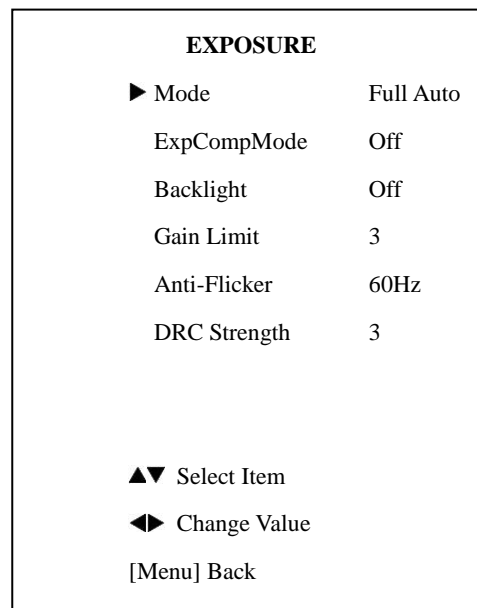 EXPOSURE
▶ Mode Full Auto
ExpCompMode Off
Backlight Off
Gain Limit 3
Anti-Flicker 60Hz
DRC Strength 3
▲▼ Select Item
◀▶ Change Value
[Menu] Back